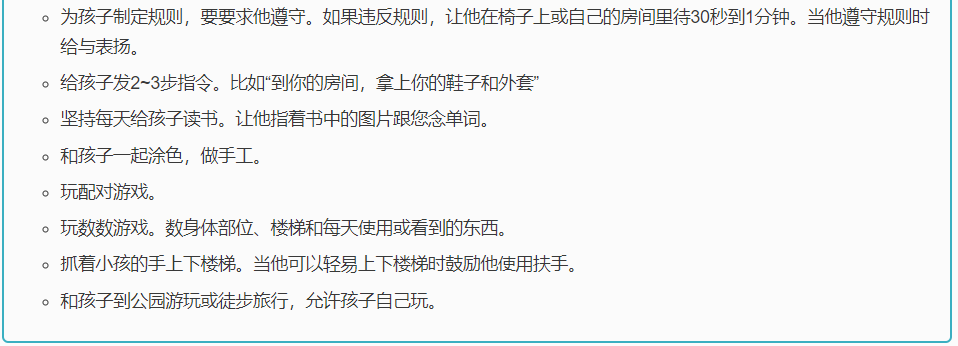 为孩子制定规则，要要求他遵守。如果违反规则，让他在椅子上或自己的房间里待30秒到1分钟。当他遵守规则时
给与表扬。
给孩子发2~3步指令。比如“到你的房间，拿上你的鞋子和外套”
坚持每天给孩子读书。让他指着书中的图片跟您念单词。
和孩子一起涂色，做手工。
玩配对游戏。
玩数数游戏。数身体部位、楼梯和每天使用或看到的东西。
抓着小孩的手上下楼梯。当他可以轻易上下楼梯时鼓励他使用扶手。
和孩子到公园游玩或徒步旅行，允许孩子自己玩。